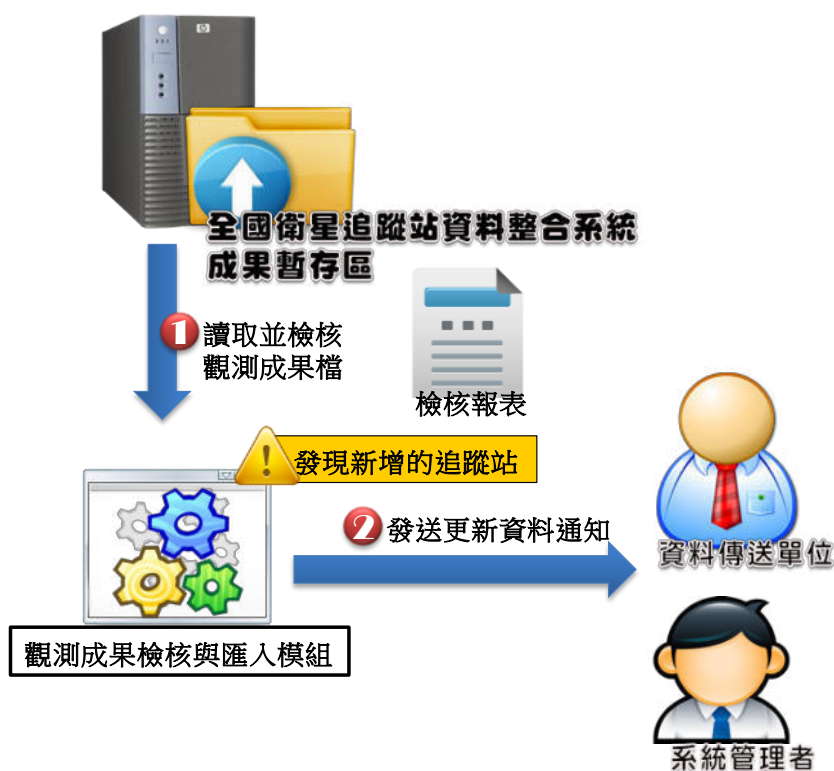 全國衛星追蹤站資料整合系統
成果暫存區
1 讀取並檢核
觀測成果檔
檢核報表
發現新增的追蹤站
2 發送更新資料通知
資料傳送單位
觀測成果檢核與匯入模組
系統管理者